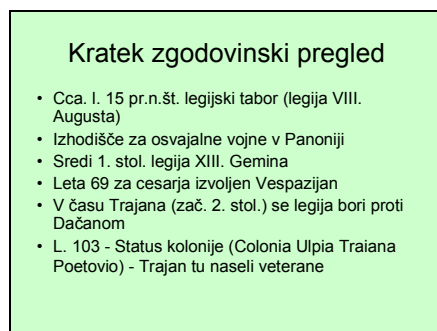 Kratek zgodovinski pregled
• Cca. l. 15 pr.n.št. legijski tabor (legija VIII.
Augusta)
• Izhodišče za osvajalne vojne v Panoniji
• Sredi 1. stol. legija XIII. Gemina
• Leta 69 za cesarja izvoljen Vespazijan
• V času Trajana (zač. 2. stol.) se legija bori proti
Dačanom
• L. 103 - Status kolonije (Colonia Ulpia Traiana
Poetovio) - Trajan tu naseli veterane